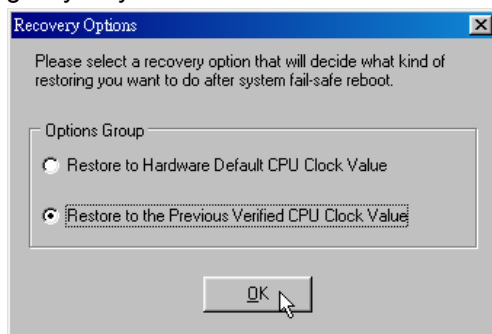 Recovery Options
Please select a recovery option that will decide what kind of
restoring you want to do after system fail-safe reboot.
Options Group
Restore to Hardware Default CPU Clock Value
Restore to the Previous Verified CPU Clock Value
OK